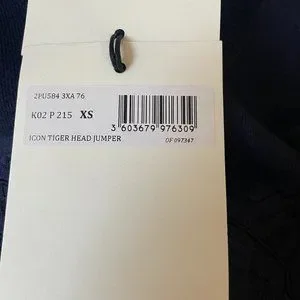 2PU584 3XA 76
K02 P 215 XS
3 603679 976309
ICON TIGER HEAD JUMPER
OF 097347